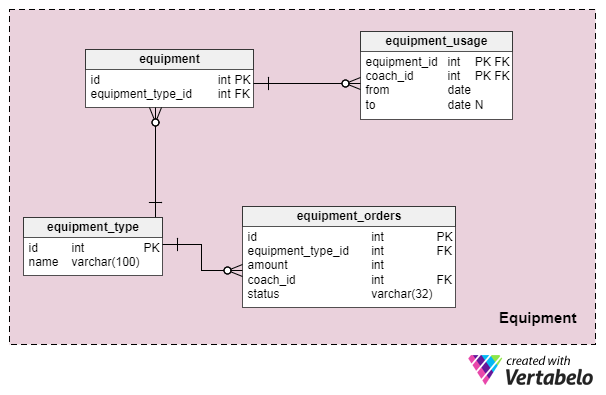 equipment
id int PK
equipment_type_id int FK
equipment_usage
equipment_id int PK FK
coach_id int PK FK
from date
to date N
equipment_type
id int PK
name varchar(100)
equipment_orders
id int PK
equipment_type_id int FK
amount int
coach_id int FK
status varchar(32)
Equipment
created with
Vertabelo